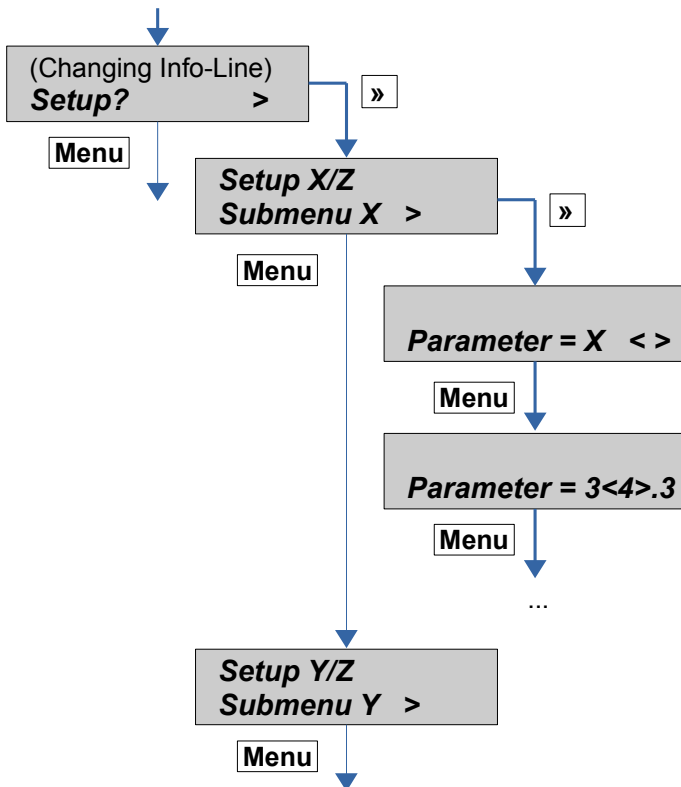 (Changing Info-Line)
Setup? >
»
Menu
Setup X/Z
Submenu X >
»
Menu
Parameter = X < >
Menu
Parameter = 3<4>.3
Menu
...
Setup Y/Z
Submenu Y >
Menu